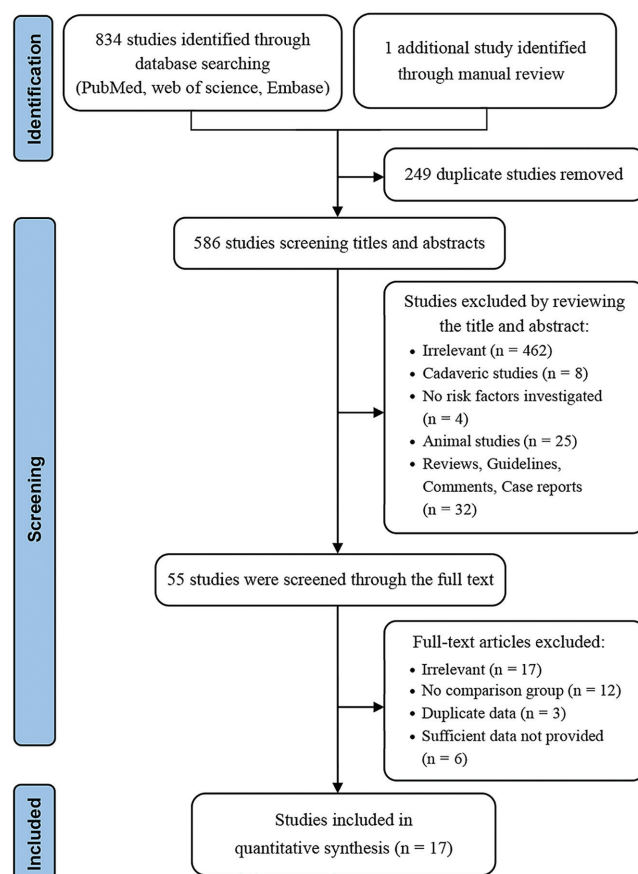 Identification
834 studies identified through
database searching
(PubMed, web of science, Embase)
1 additional study identified
through manual review
249 duplicate studies removed
Screening
586 studies screening titles and abstracts
Studies excluded by reviewing
the title and abstract:
• Irrelevant (n = 462)
• Cadaveric studies (n = 8)
• No risk factors investigated
(n = 4)
• Animal studies (n = 25)
• Reviews, Guidelines,
Comments, Case reports
(n = 32)
55 studies were screened through the full text
Full-text articles excluded:
• Irrelevant (n = 17)
• No comparison group (n = 12)
• Duplicate data (n = 3)
• Sufficient data not provided
(n = 6)
Included
Studies included in
quantitative synthesis (n = 17)